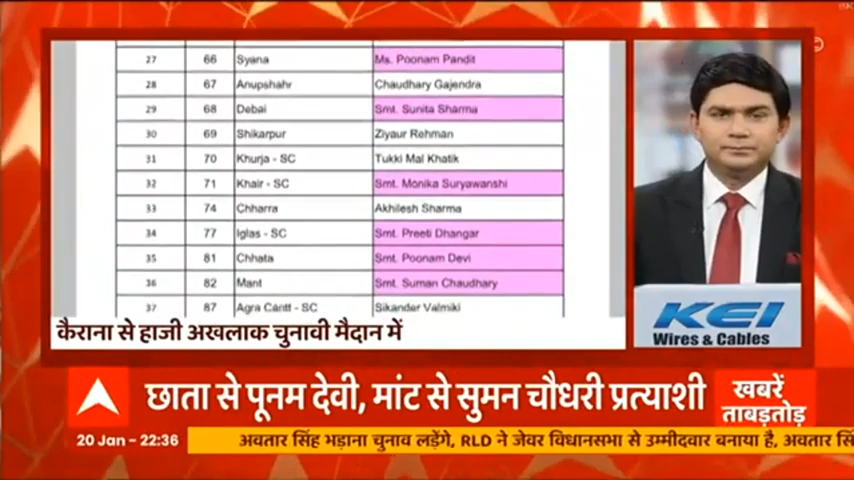 27 66 Syana Ms. Poonam Pandit
28 67 Anupshahr Chaudhary Gajendra
29 68 Debai Smt. Sunita Sharma
30 69 Shikarpur Ziyaur Rehman
31 70 Khurja - SC Tukki Mal Khatik
32 71 Khair - SC Smt. Monika Suryawanshi
33 74 Chharra Akhilesh Sharma
34 77 Iglas - SC Smt. Preeti Dhangar
35 81 Chhata Smt. Poonam Devi
36 82 Mant Smt. Suman Chaudhary
37 87 Agra Cantt - SC Sikander Valmiki
KEI
Wires & Cables
कैराना से हाजी अखलाक चुनावी मैदान में
छाता से पूनम देवी, मांट से सुमन चौधरी प्रत्याशी
खबरें
ताबड़तोड़
20 Jan - 22:36
अवतार सिंह भड़ाना चुनाव लड़ेंगे, RLD ने जेवर विधानसभा से उम्मीदवार बनाया है, अवतार